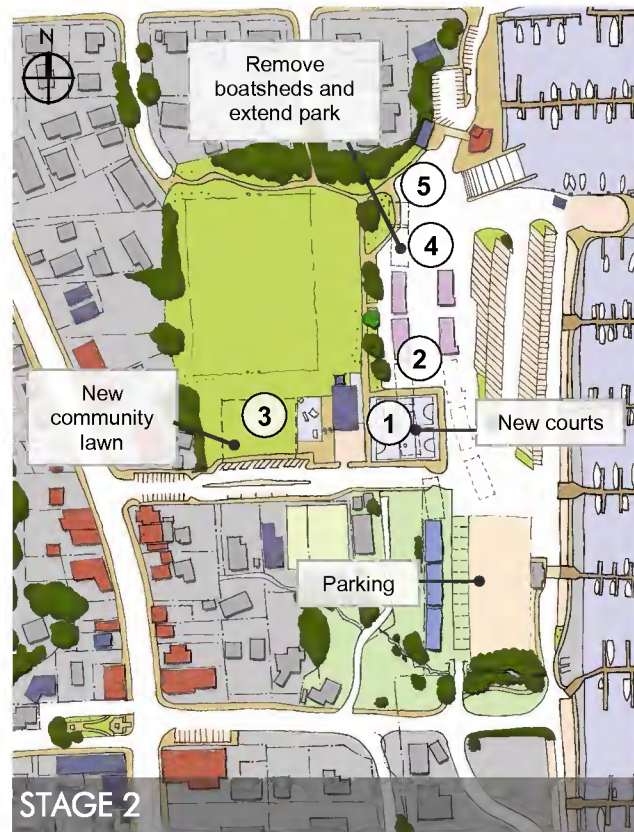 N
Remove
boatsheds and
extend park
5
4
2
New
community
lawn
3
1
New courts
Parking
STAGE 2